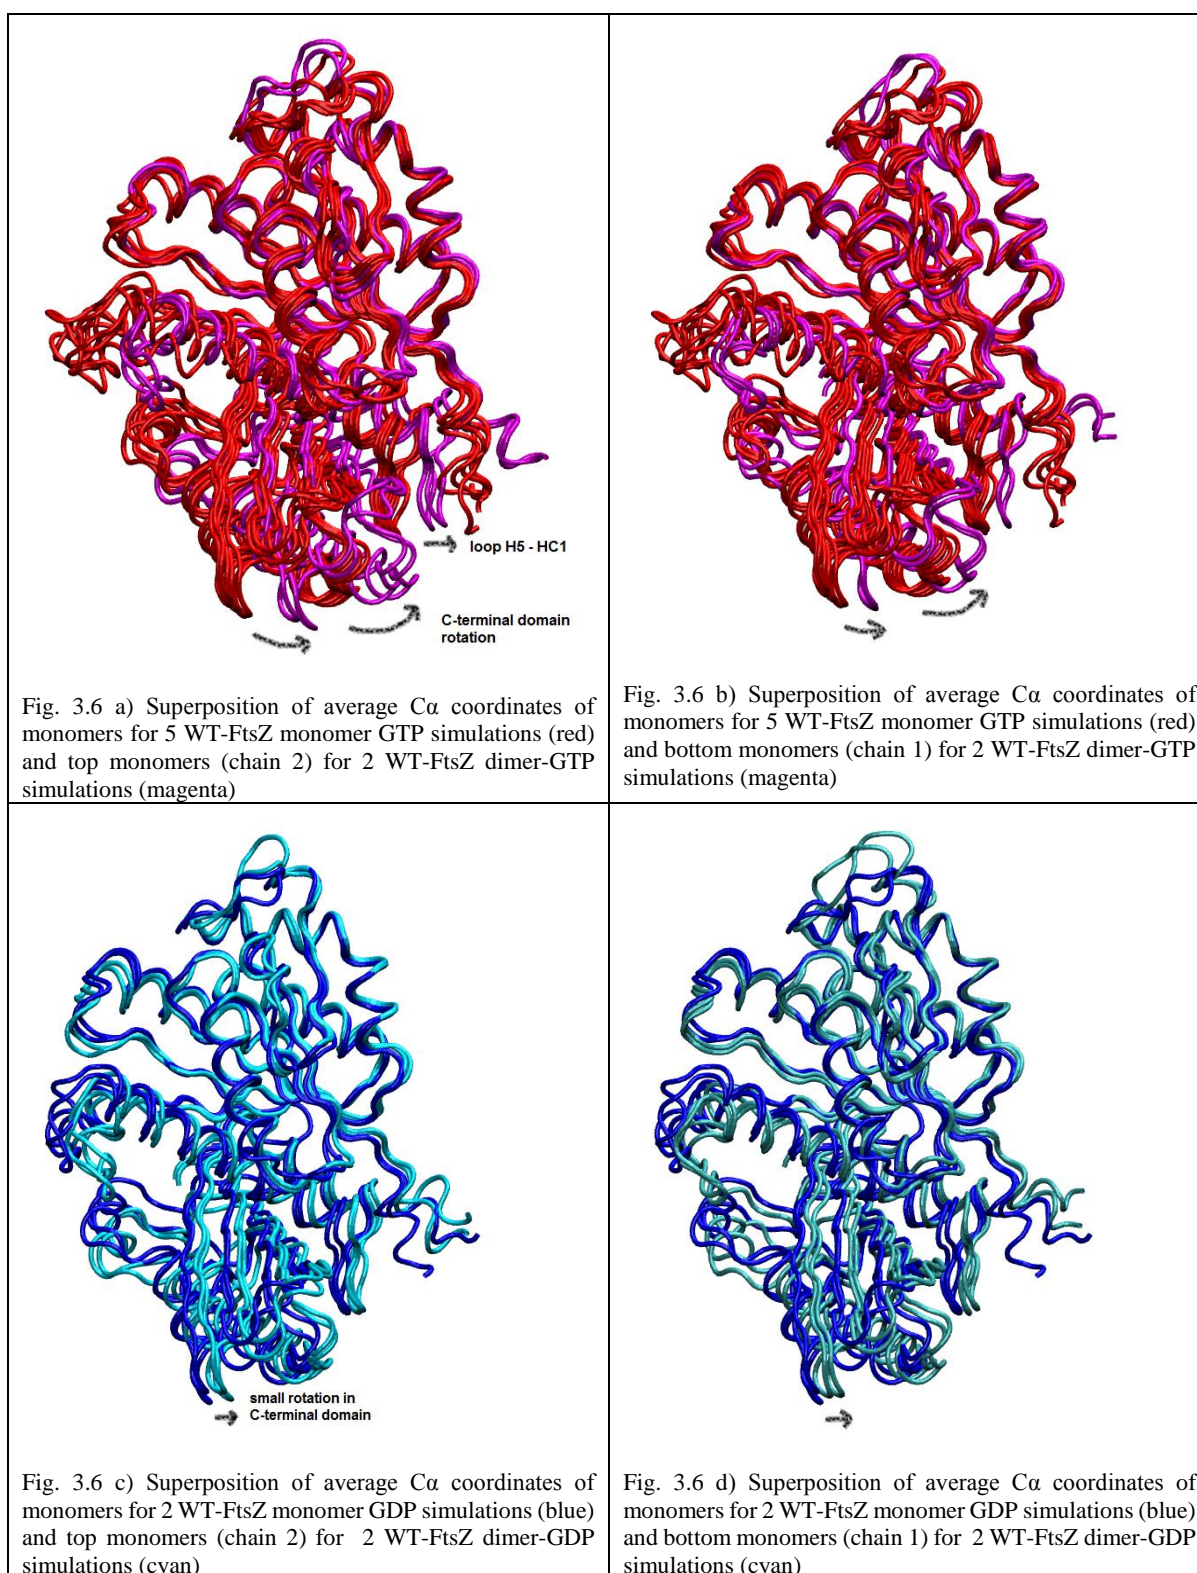 loop H5 - HC1
C-terminal domain
rotation
Fig. 3.6 a) Superposition of average Cα coordinates of
monomers for 5 WT-FtsZ monomer GTP simulations (red)
and top monomers (chain 2) for 2 WT-FtsZ dimer-GTP
simulations (magenta)
Fig. 3.6 b) Superposition of average Cα coordinates of
monomers for 5 WT-FtsZ monomer GTP simulations (red)
and bottom monomers (chain 1) for 2 WT-FtsZ dimer-GTP
simulations (magenta)
small rotation in
C-terminal domain
Fig. 3.6 c) Superposition of average Cα coordinates of
monomers for 2 WT-FtsZ monomer GDP simulations (blue)
and top monomers (chain 2) for 2 WT-FtsZ dimer-GDP
simulations (cyan)
Fig. 3.6 d) Superposition of average Cα coordinates of
monomers for 2 WT-FtsZ monomer GDP simulations (blue)
and bottom monomers (chain 1) for 2 WT-FtsZ dimer-GDP
simulations (cyan)